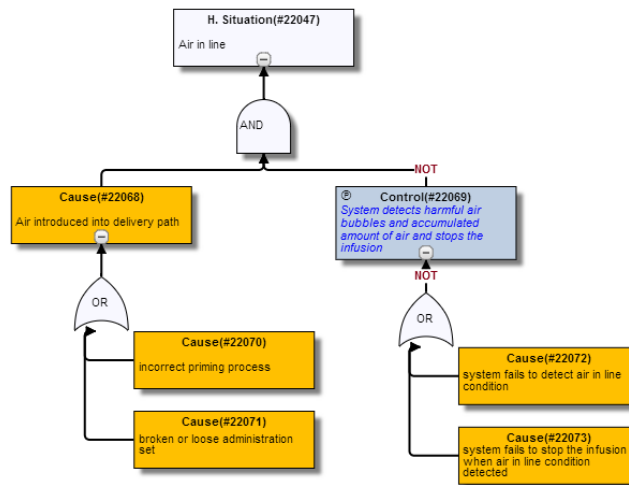 H. Situation(#22047)
Air in line
AND
NOT
Cause(#22068)
Air introduced into delivery path
P
Control(#22069)
System detects harmful air
bubbles and accumulated
amount of air and stops the
infusion
NOT
OR
OR
Cause(#22070)
incorrect priming process
Cause(#22071)
broken or loose administration
set
Cause(#22072)
system fails to detect air in line
condition
Cause(#22073)
system fails to stop the infusion
when air in line condition
detected